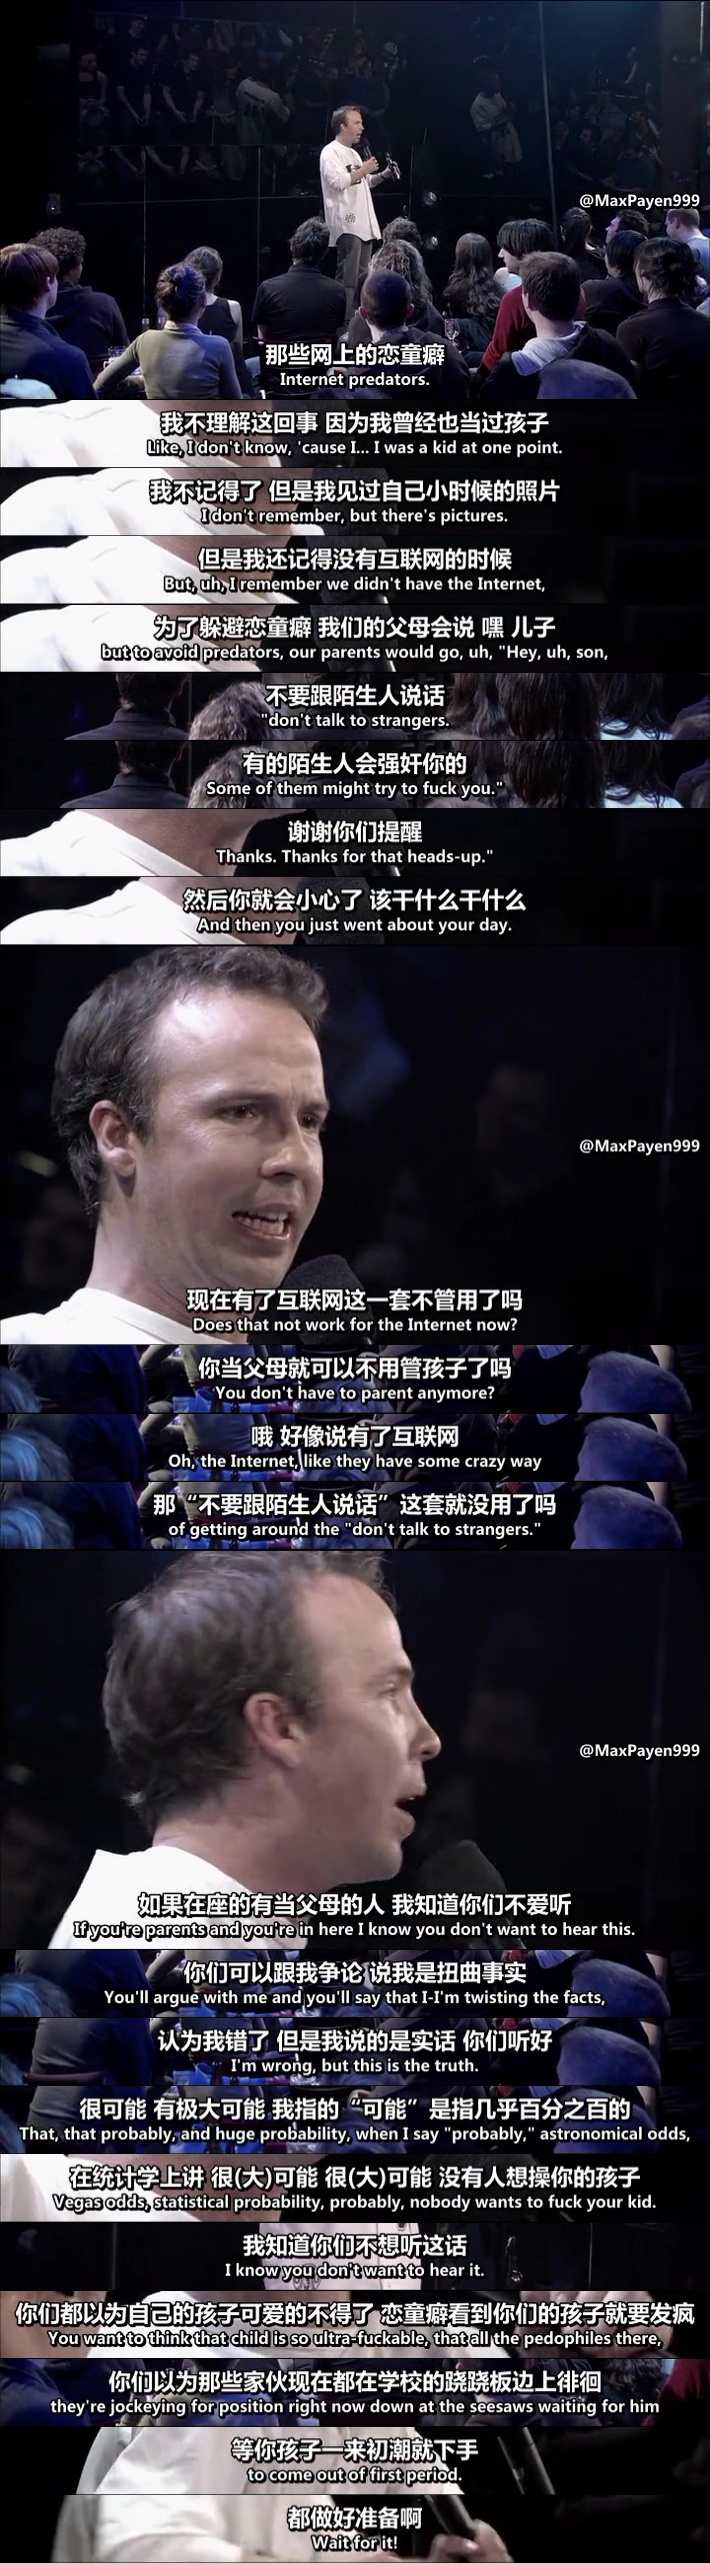 @MaxPayen999
那些网上的恋童癖
Internet predators.
我不理解这回事 因为我曾经也当过孩子
Like, I don't know, 'cause I... I was a kid at one point.
我不记得了 但是我见过自己小时候的照片
I don't remember, but there's pictures.
但是我还记得没有互联网的时候
But, uh, I remember we didn't have the Internet,
为了躲避恋童癖 我们的父母会说 嘿 儿子
but to avoid predators, our parents would go, uh, "Hey, uh, son,
不要跟陌生人说话
"don't talk to strangers.
有的陌生人会强奸你的
Some of them might try to fuck you."
谢谢你们提醒
Thanks. Thanks for that heads-up."
然后你就会小心了 该干什么干什么
And then you just went about your day.
@MaxPayen999
现在有了互联网这一套不管用了吗
Does that not work for the Internet now?
你当父母就可以不用管孩子了吗
You don't have to parent anymore?
哦 好像说有了互联网
Oh, the Internet, like they have some crazy way
那“不要跟陌生人说话”这套就没用了吗
of getting around the "don't talk to strangers."
@MaxPayen999
如果在座的有当父母的人 我知道你们不爱听
If you're parents and you're in here I know you don't want to hear this.
你们可以跟我争论 说我是扭曲事实
You'll argue with me and you'll say that I-I'm twisting the facts,
认为我错了 但是我说的是实话 你们听好
I'm wrong, but this is the truth.
很可能 有极大可能 我指的“可能”是指几乎百分之百的
That, that probably, and huge probability, when I say "probably," astronomical odds,
在统计学上讲 很(大)可能 很(大)可能 没有人想操你的孩子
Vegas odds, statistical probability, probably, nobody wants to fuck your kid.
我知道你们不想听这话
I know you don't want to hear it.
你们都以为自己的孩子可爱的不得了 恋童癖看到你们的孩子就要发疯
You want to think that child is so ultra-fuckable, that all the pedophiles there,
你们以为那些家伙现在都在学校的跷跷板边上徘徊
they're jockeying for position right now down at the seesaws waiting for him
等你孩子一来初潮就下手
to come out of first period.
都做好准备啊
Wait for it!